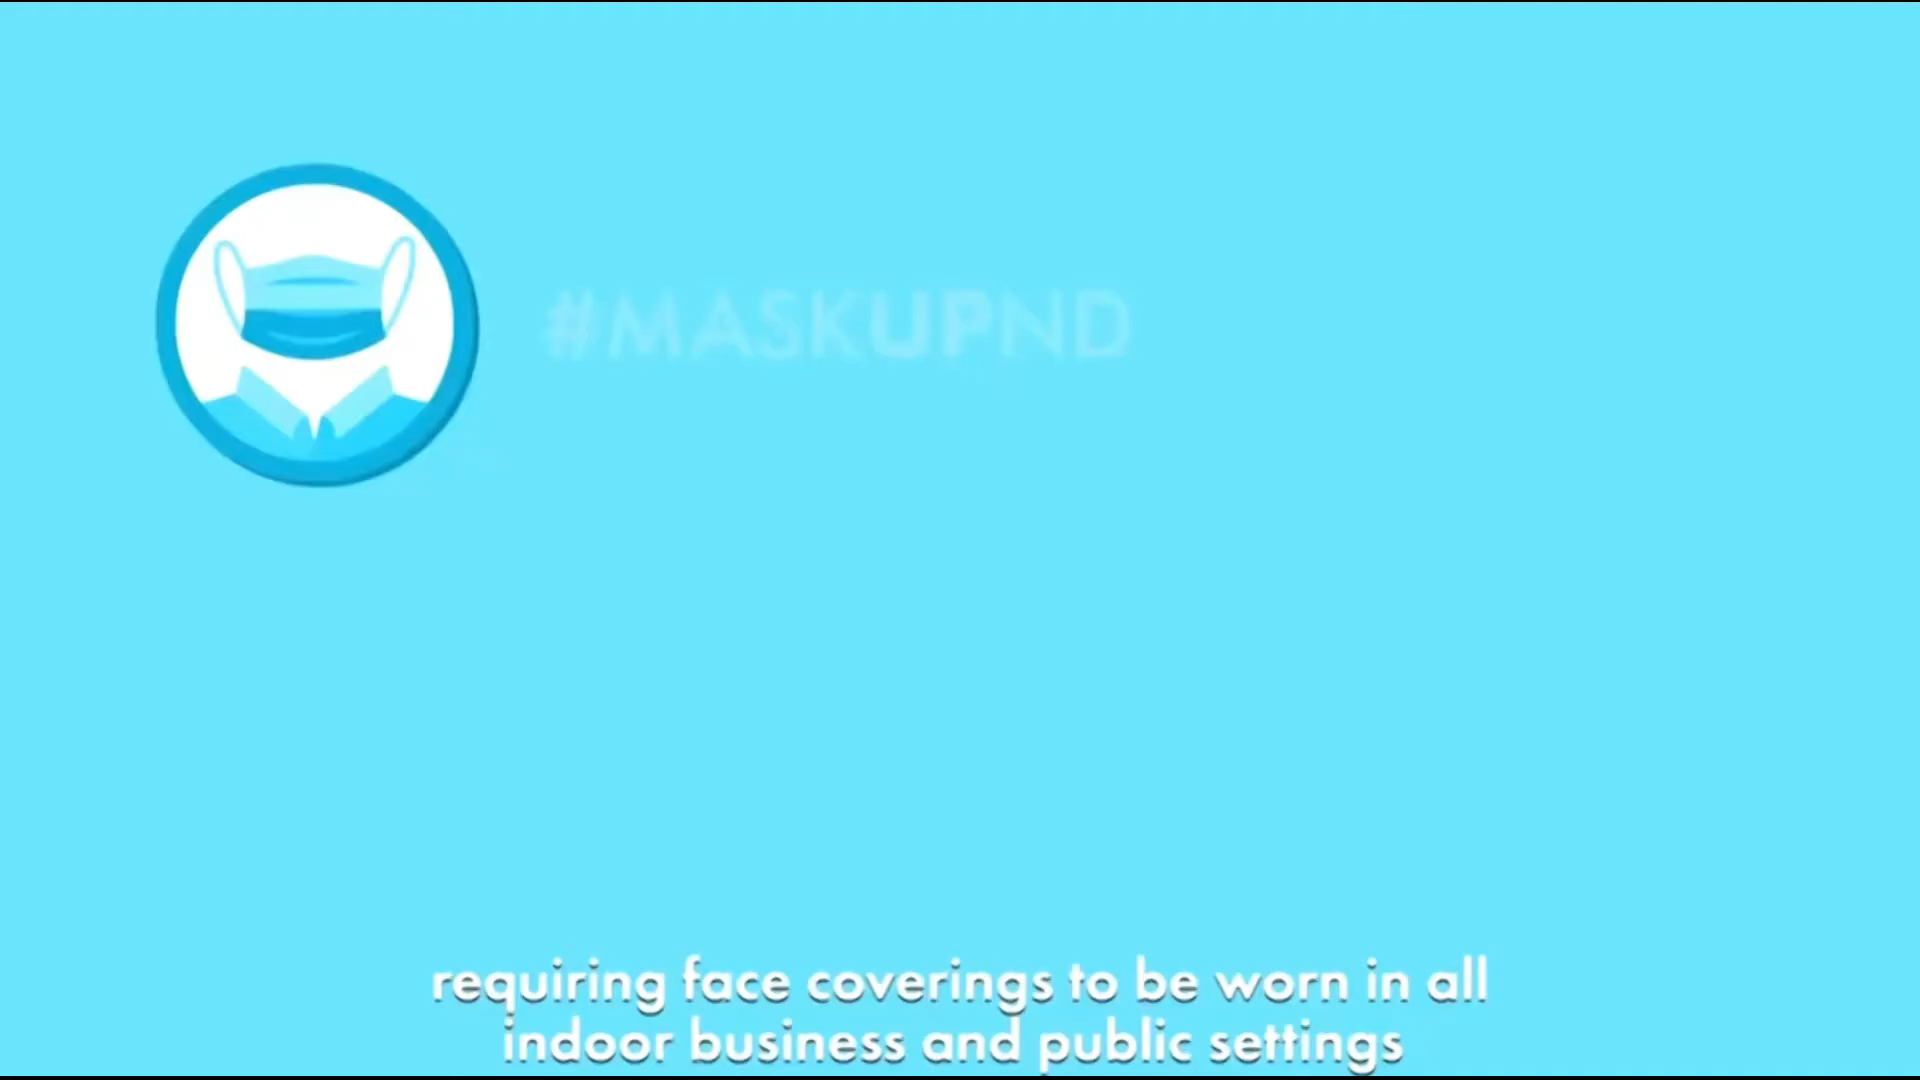 #MASKUPND
requiring face coverings to be worn in all
indoor business and public settings